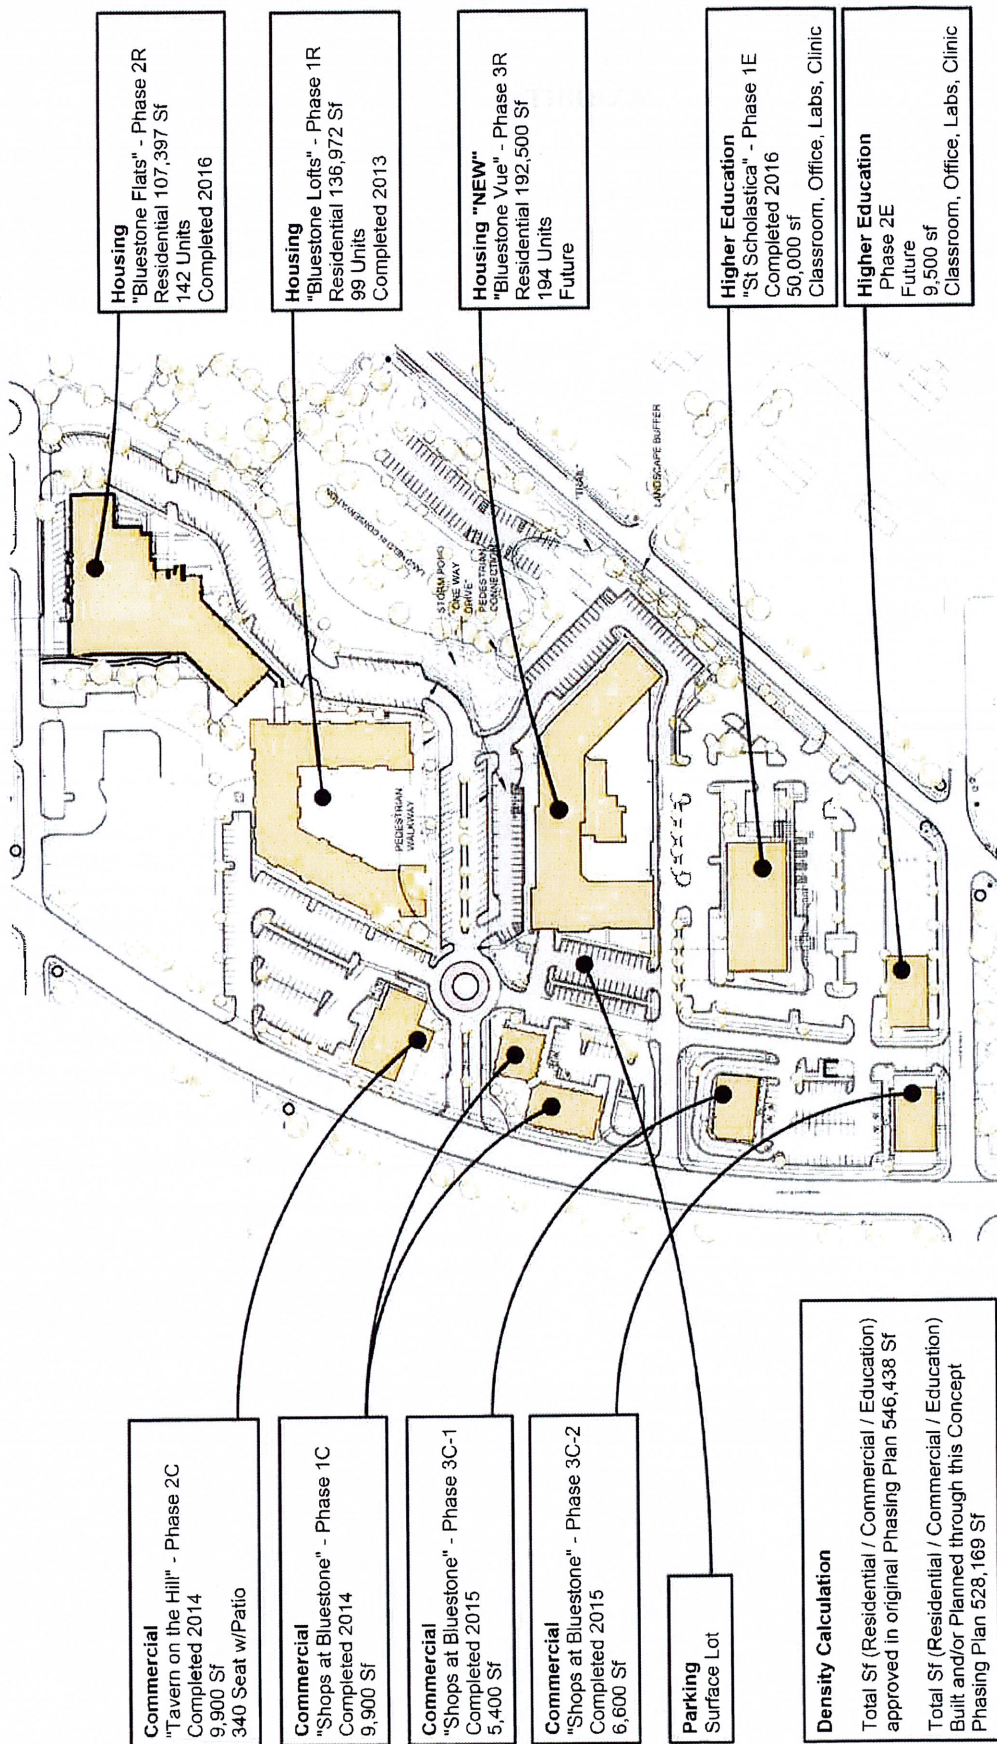 Housing
"Bluestone Flats" - Phase 2R
Residential 107,397 Sf
142 Units
Completed 2016
Housing
"Bluestone Lofts" - Phase 1R
Residential 136,972 Sf
99 Units
Completed 2013
Housing "NEW"
"Bluestone Vue" - Phase 3R
Residential 192,500 Sf
194 Units
Future
Higher Education
"St Scholastica" - Phase 1E
Completed 2016
50,000 sf
Classroom, Office, Labs, Clinic
Higher Education
Phase 2E
Future
9,500 sf
Classroom, Office, Labs, Clinic
LAND IN CONSERVATION
STORM POND
"ONE WAY
DRIVE"
PEDESTRIAN
CONNECTION
TRAIL
LANDSCAPE BUFFER
PEDESTRIAN
WALKWAY
Commercial
"Tavern on the Hill" - Phase 2C
Completed 2014
9,900 Sf
340 Seat w/Patio
Commercial
"Shops at Bluestone" - Phase 1C
Completed 2014
9,900 Sf
Commercial
"Shops at Bluestone" - Phase 3C-1
Completed 2015
5,400 Sf
Commercial
"Shops at Bluestone" - Phase 3C-2
Completed 2015
6,600 Sf
Parking
Surface Lot
Density Calculation
Total Sf (Residential / Commercial / Education)
approved in original Phasing Plan 546,438 Sf
Total Sf (Residential / Commercial / Education)
Built and/or Planned through this Concept
Phasing Plan 528,169 Sf